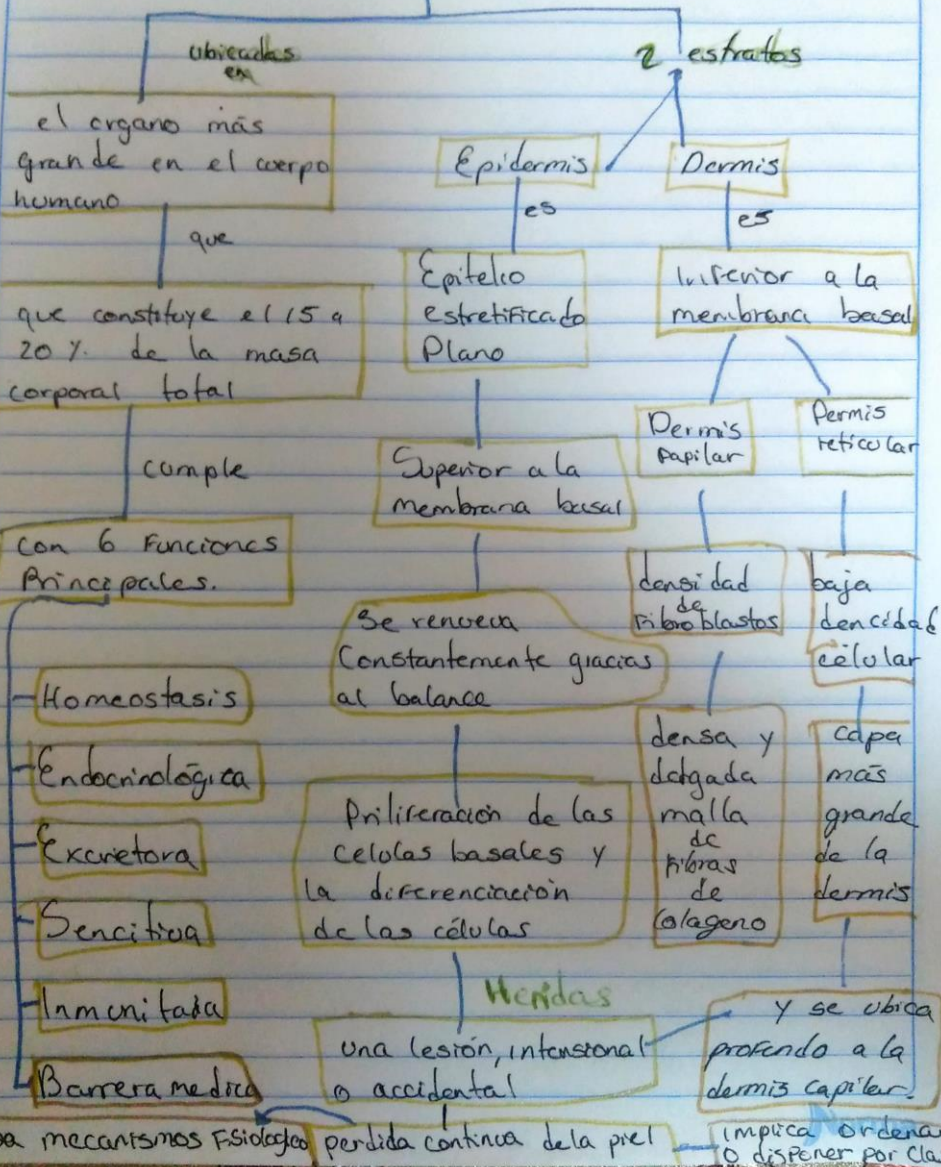 ubicadas
en
2 estratos
el organo más
grande en el cuerpo
humano
que
que constituye el 15 a
20 %. de la masa
corporal total
cumple
con 6 Funciones
Principales.
Homeostasis
Endocrinológica
Excretora
Sencitiva
Inmunitaria
Barrera medica
Epidermis
es
Epitelio
estretificado
Plano
Superior a la
membrana basal
Se renueva
Constantemente gracias
al balance
Priliferación de las
celulas basales y
la diferenciación
de las células
Heridas
una lesión, intensional
o accidental
Dermis
es
Inferior a la
membrana basal
Dermis
papilar
densidad
de
Fibroblastos
densa y
delgada
malla
de
fibras
de
Colageno
Dermis
reticular
baja
dencidad
célular
capa
más
grande
de la
dermis
y se ubica
profundo a la
dermis capilar.
mecanismos Fisiologico
perdida continua de la piel
implica ordenar
o disponer por cla